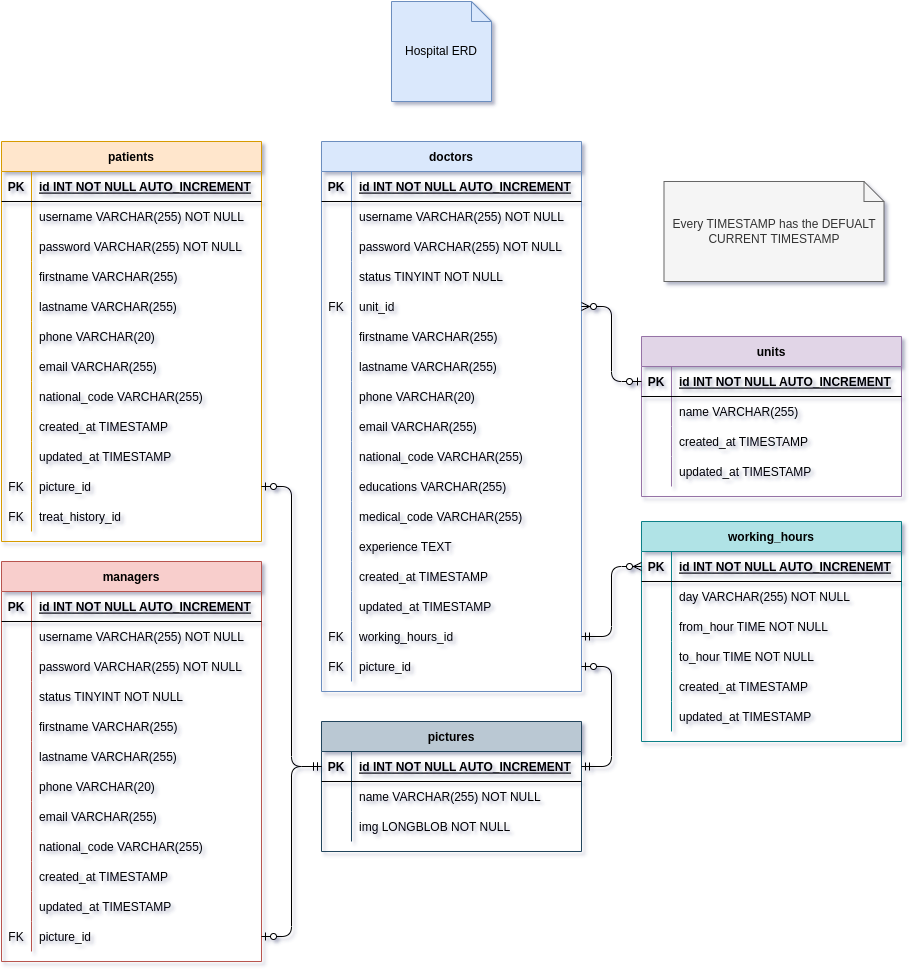 Hospital ERD
patients
PK id INT NOT NULL AUTO_INCREMENT
username VARCHAR(255) NOT NULL
password VARCHAR(255) NOT NULL
firstname VARCHAR(255)
lastname VARCHAR(255)
phone VARCHAR(20)
email VARCHAR(255)
national_code VARCHAR(255)
created_at TIMESTAMP
updated_at TIMESTAMP
FK picture_id
FK treat_history_id
managers
PK id INT NOT NULL AUTO_INCREMENT
username VARCHAR(255) NOT NULL
password VARCHAR(255) NOT NULL
status TINYINT NOT NULL
firstname VARCHAR(255)
lastname VARCHAR(255)
phone VARCHAR(20)
email VARCHAR(255)
national_code VARCHAR(255)
created_at TIMESTAMP
updated_at TIMESTAMP
FK picture_id
doctors
PK id INT NOT NULL AUTO_INCREMENT
username VARCHAR(255) NOT NULL
password VARCHAR(255) NOT NULL
status TINYINT NOT NULL
FK unit_id
firstname VARCHAR(255)
lastname VARCHAR(255)
phone VARCHAR(20)
email VARCHAR(255)
national_code VARCHAR(255)
educations VARCHAR(255)
medical_code VARCHAR(255)
experience TEXT
created_at TIMESTAMP
updated_at TIMESTAMP
FK working_hours_id
FK picture_id
pictures
PK id INT NOT NULL AUTO_INCREMENT
name VARCHAR(255) NOT NULL
img LONGBLOB NOT NULL
Every TIMESTAMP has the DEFUALT
CURRENT TIMESTAMP
units
PK id INT NOT NULL AUTO_INCREMENT
name VARCHAR(255)
created_at TIMESTAMP
updated_at TIMESTAMP
working_hours
PK id INT NOT NULL AUTO_INCRENEMT
day VARCHAR(255) NOT NULL
from_hour TIME NOT NULL
to_hour TIME NOT NULL
created_at TIMESTAMP
updated_at TIMESTAMP